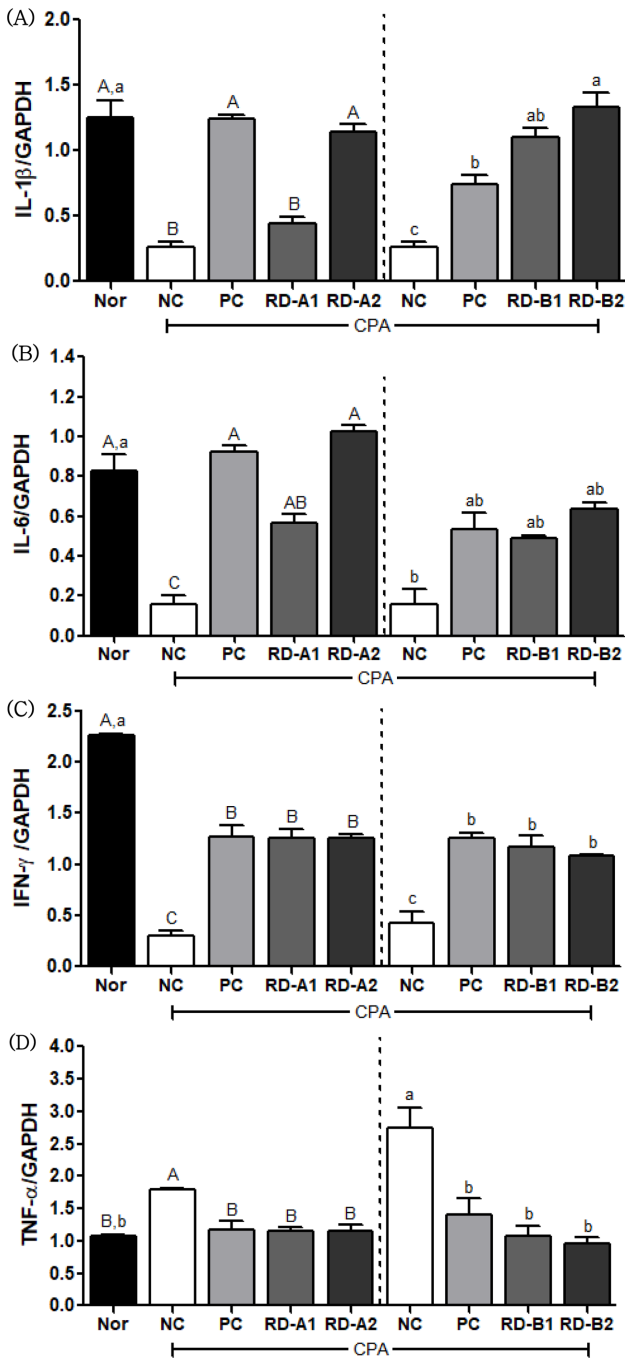 (A)
IL-1β/GAPDH
2.0
1.5
1.0
0.5
0.0
A,a
B
A
B
A
c
b
ab
a
Nor NC PC RD-A1 RD-A2 NC PC RD-B1 RD-B2
CPA
(B)
IL-6/GAPDH
1.4
1.2
1.0
0.8
0.6
0.4
0.2
0.0
A,a
C
A
AB
A
b
ab
ab
ab
Nor NC PC RD-A1 RD-A2 NC PC RD-B1 RD-B2
CPA
(C)
IFN-γ /GAPDH
2.5
2.0
1.5
1.0
0.5
0.0
A,a
C
B
B
B
c
b
b
b
Nor NC PC RD-A1 RD-A2 NC PC RD-B1 RD-B2
CPA
(D)
TNF-α/GAPDH
4.0
3.5
3.0
2.5
2.0
1.5
1.0
0.5
0.0
B,b
A
B
B
B
a
b
b
b
Nor NC PC RD-A1 RD-A2 NC PC RD-B1 RD-B2
CPA